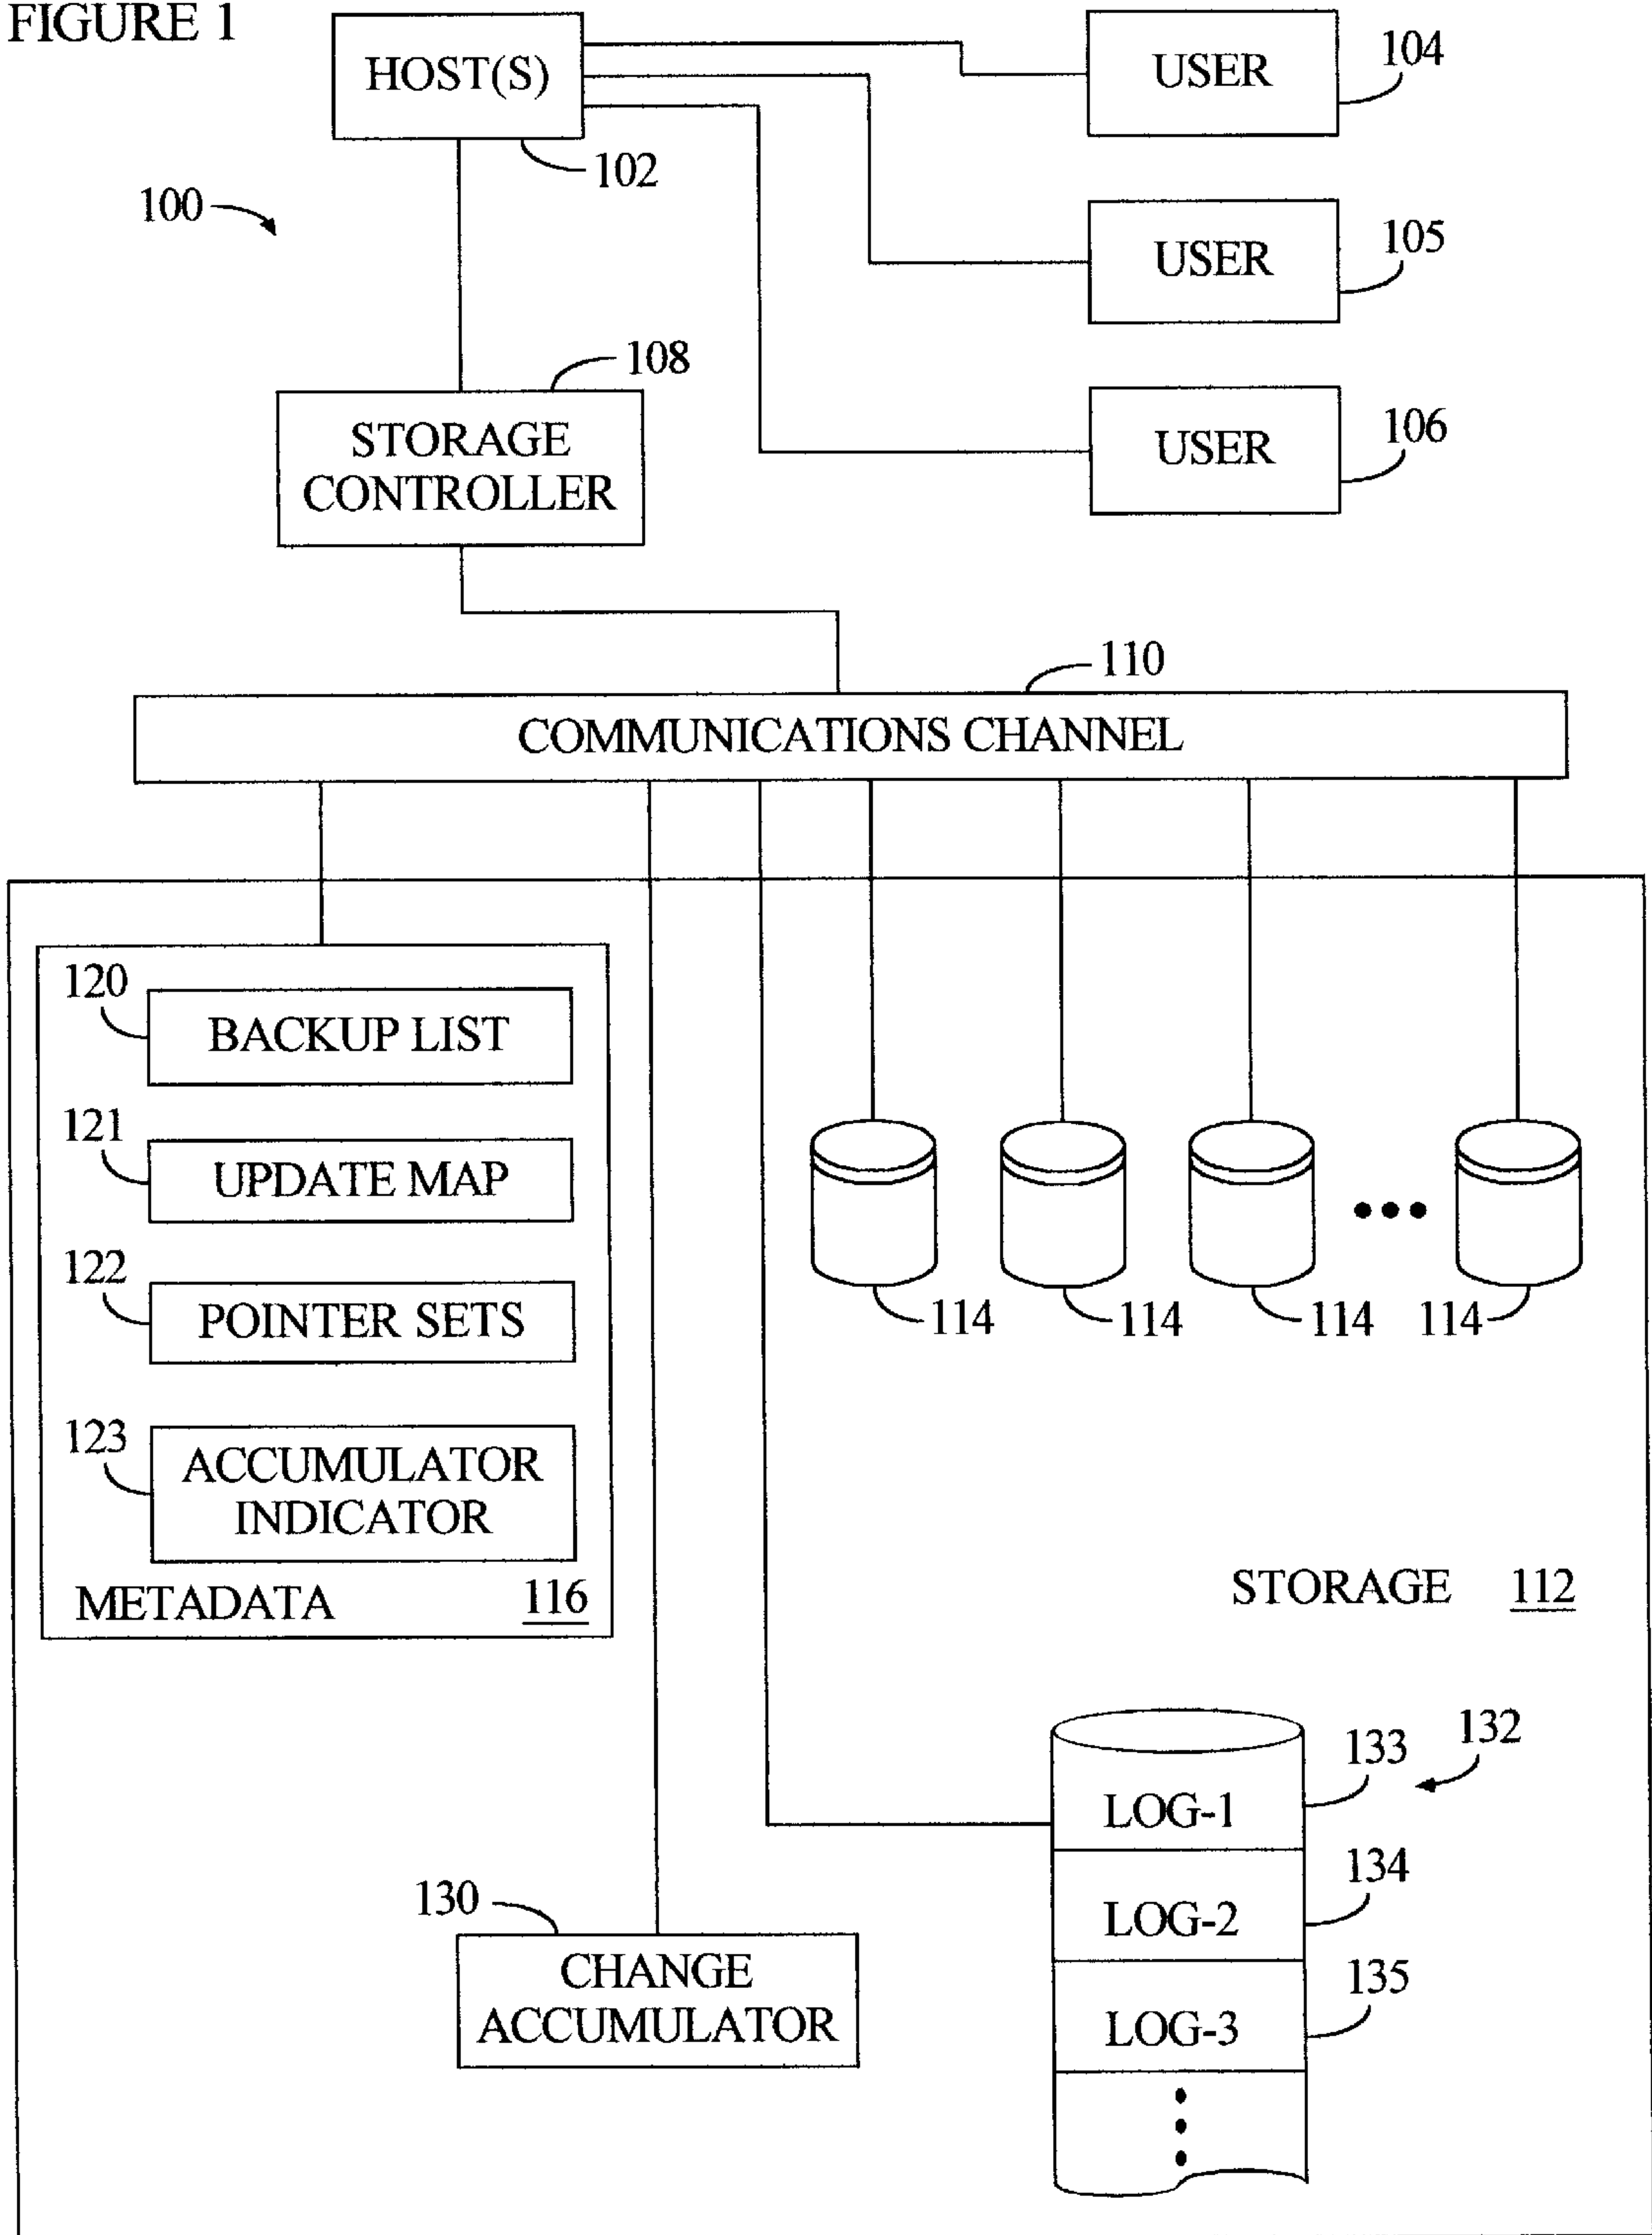 FIGURE 1
HOST(S)
USER
104
102
100
USER
105
108
STORAGE
CONTROLLER
USER
106
110
COMMUNICATIONS CHANNEL
120
BACKUP LIST
121
UPDATE MAP
122
POINTER SETS
114
114
114
114
123
ACCUMULATOR
INDICATOR
METADATA 116
STORAGE 112
133
132
LOG-1
134
LOG-2
130
CHANGE
ACCUMULATOR
135
LOG-3